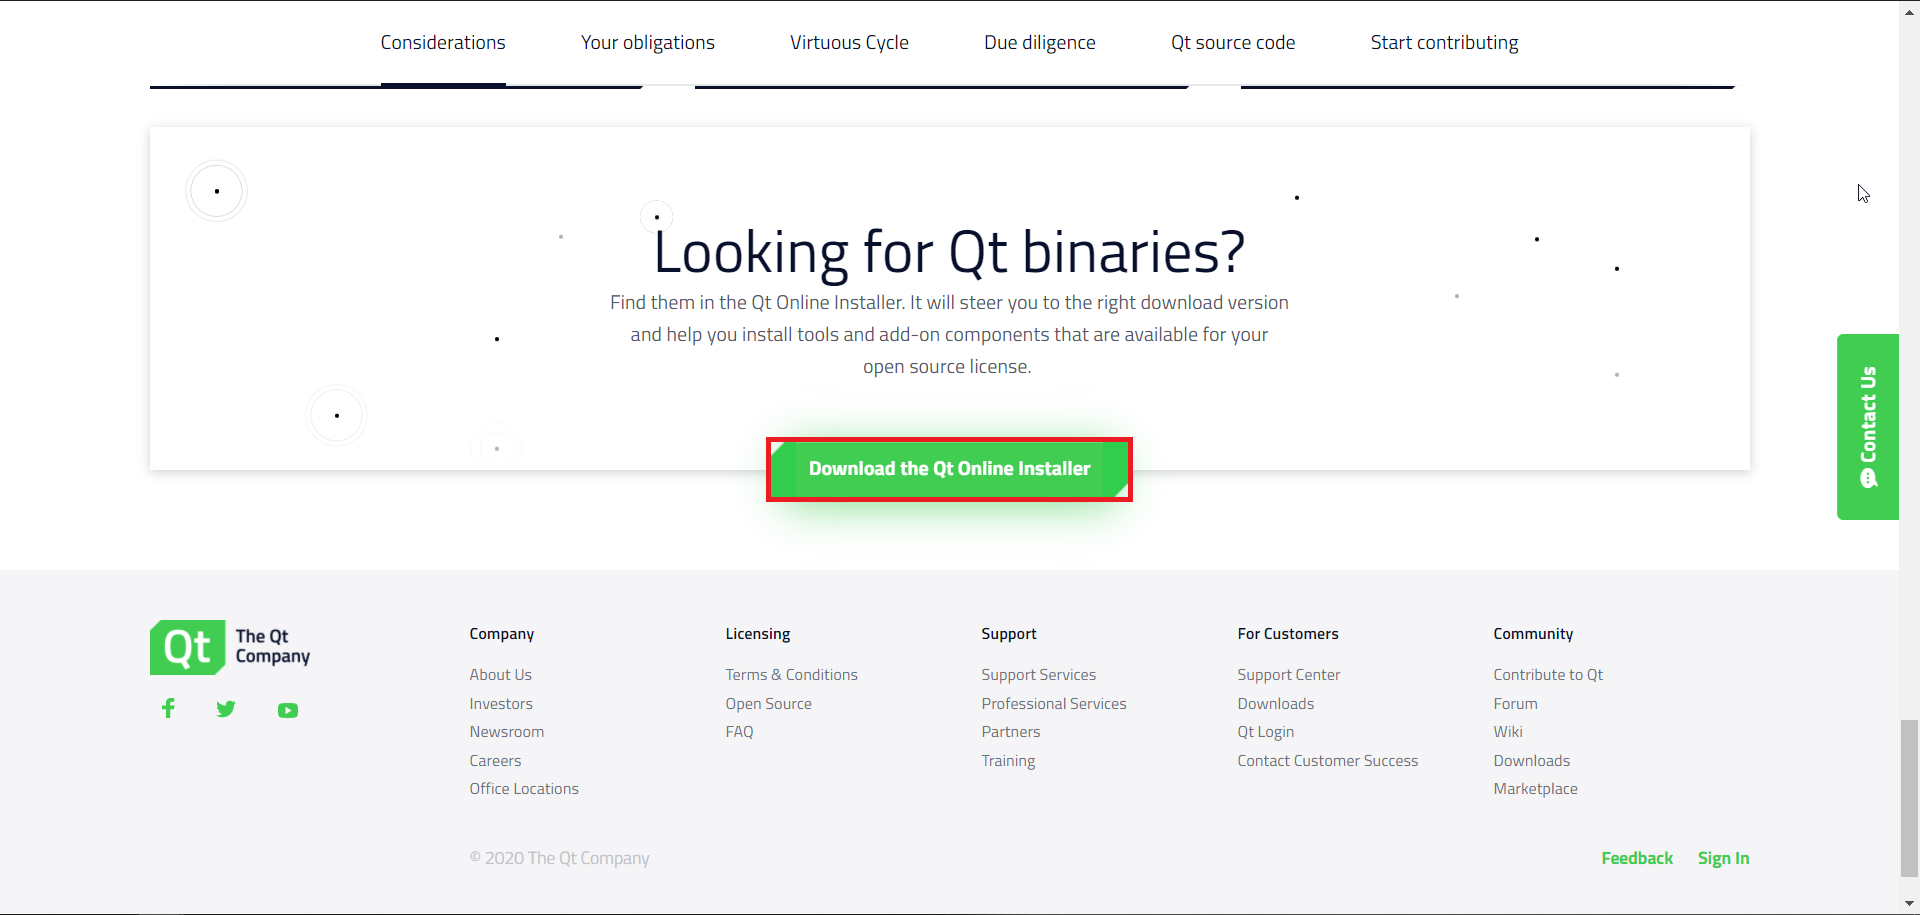 Considerations
Your obligations
Virtuous Cycle
Due diligence
Qt source code
Start contributing
Looking for Qt binaries?
Find them in the Qt Online Installer. It will steer you to the right download version
and help you install tools and add-on components that are available for your
open source license.
Download the Qt Online Installer
Contact Us
Qt The Qt
Company
Company
About Us
Investors
Newsroom
Careers
Office Locations
Licensing
Terms & Conditions
Open Source
FAQ
Support
Support Services
Professional Services
Partners
Training
For Customers
Support Center
Downloads
Qt Login
Contact Customer Success
Community
Contribute to Qt
Forum
Wiki
Downloads
Marketplace
© 2020 The Qt Company
Feedback
Sign In